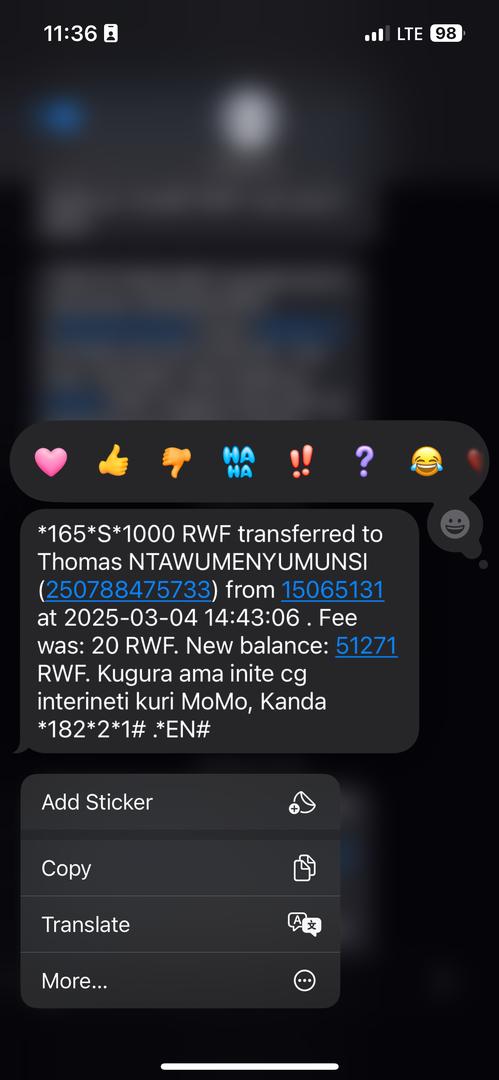 11:36
LTE 98
HA HA
*165*S*1000 RWF transferred to
Thomas NTAWUMENYUMUNSI
(250788475733) from 15065131
at 2025-03-04 14:43:06 . Fee
was: 20 RWF. New balance: 51271
RWF. Kugura ama inite cg
interineti kuri MoMo, Kanda
*182*2*1# .*EN#
Add Sticker
Copy
Translate
More...